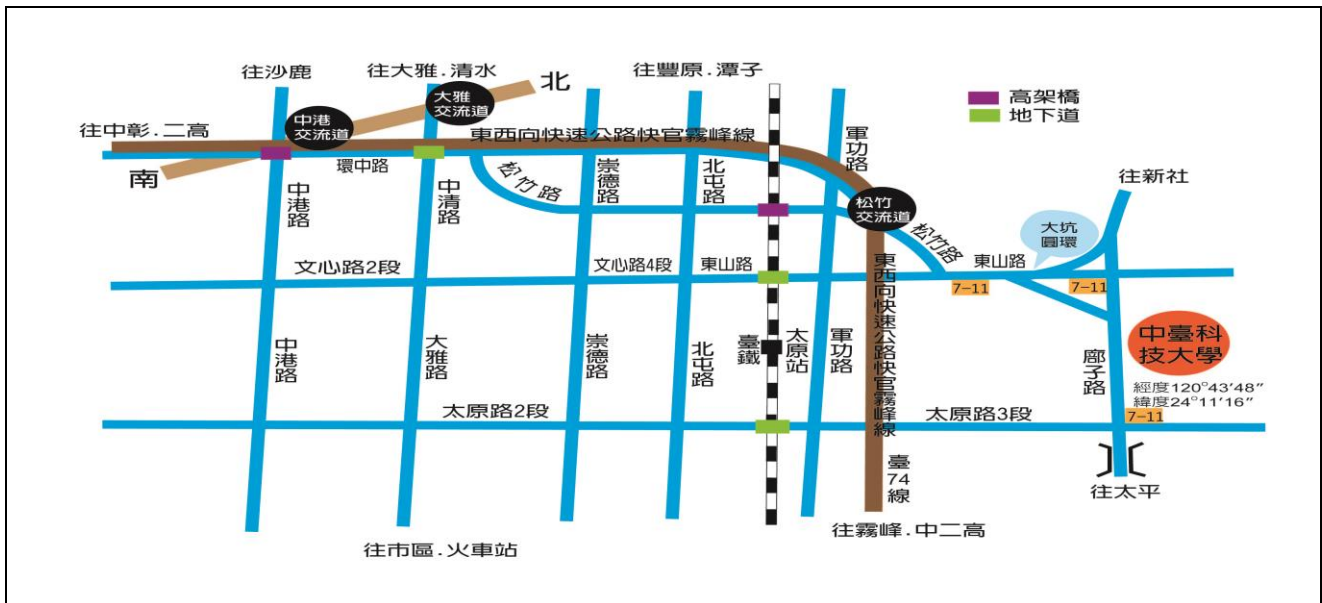 往沙鹿
往大雅.清水
北
往豐原.潭子
高架橋
地下道
大雅
交流道
中港
交流道
往中彰.二高
東西向快速公路快官霧峰線
軍功路
南
環中路
中港路
中清路
松竹路
崇德路
北屯路
往新社
松竹
交流道
松竹路
大坑
圓環
文心路2段
文心路4段
東山路
東山路
7-11
7-11
東西向快速公路快官霧峰線
中港路
大雅路
崇德路
北屯路
臺鐵
太原站
軍功路
廍子路
中臺科
技大學
經度120°43'48"
緯度24°11'16"
7-11
太原路2段
太原路3段
臺74線
往太平
往市區.火車站
往霧峰.中二高